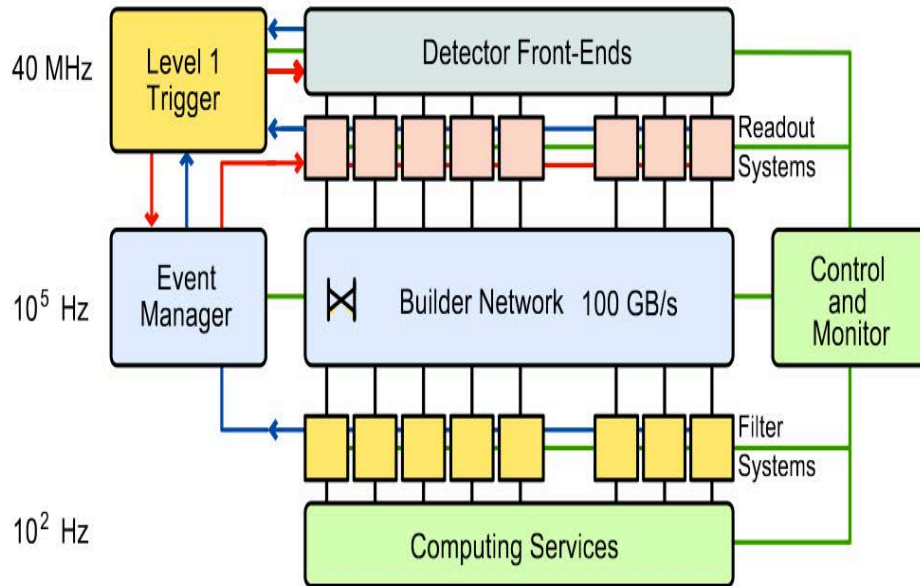 40 MHz
Level 1
Trigger
Detector Front-Ends
Readout
Systems
10⁵ Hz
Event
Manager
Builder Network 100 GB/s
Control
and
Monitor
Filter
Systems
10² Hz
Computing Services